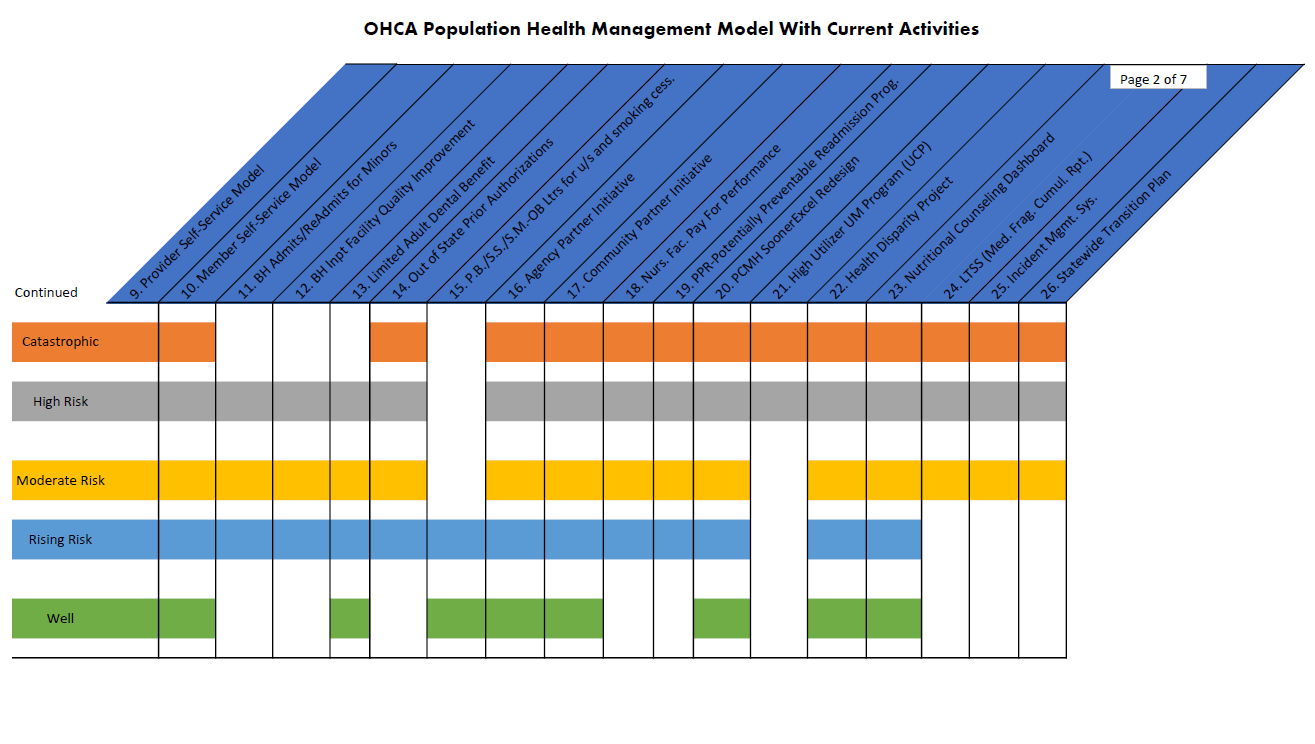 OHCA Population Health Management Model With Current Activities
Page 2 of 7
Continued
9. Provider Self-Service Model
10. Member Self-Service Model
11. BH Admits/ReAdmits for Minors
12. BH Inpt Facility Quality Improvement
13. Limited Adult Dental Benefit
14. Out of State Prior Authorizations
15. P.B./S.S./S.M.-OB Ltrs for u/s and smoking cess.
16. Agency Partner Initiative
17. Community Partner Initiative
18. Nurs. Fac. Pay For Performance
19. PPR-Potentially Preventable Readmission Prog.
20. PCMH SoonerExcel Redesign
21. High Utilizer UM Program (UCP)
22. Health Disparity Project
23. Nutritional Counseling Dashboard
24. LTSS (Med. Frag. Cumul. Rpt.)
25. Incident Mgmt. Sys.
26. Statewide Transition Plan
Catastrophic
High Risk
Moderate Risk
Rising Risk
Well